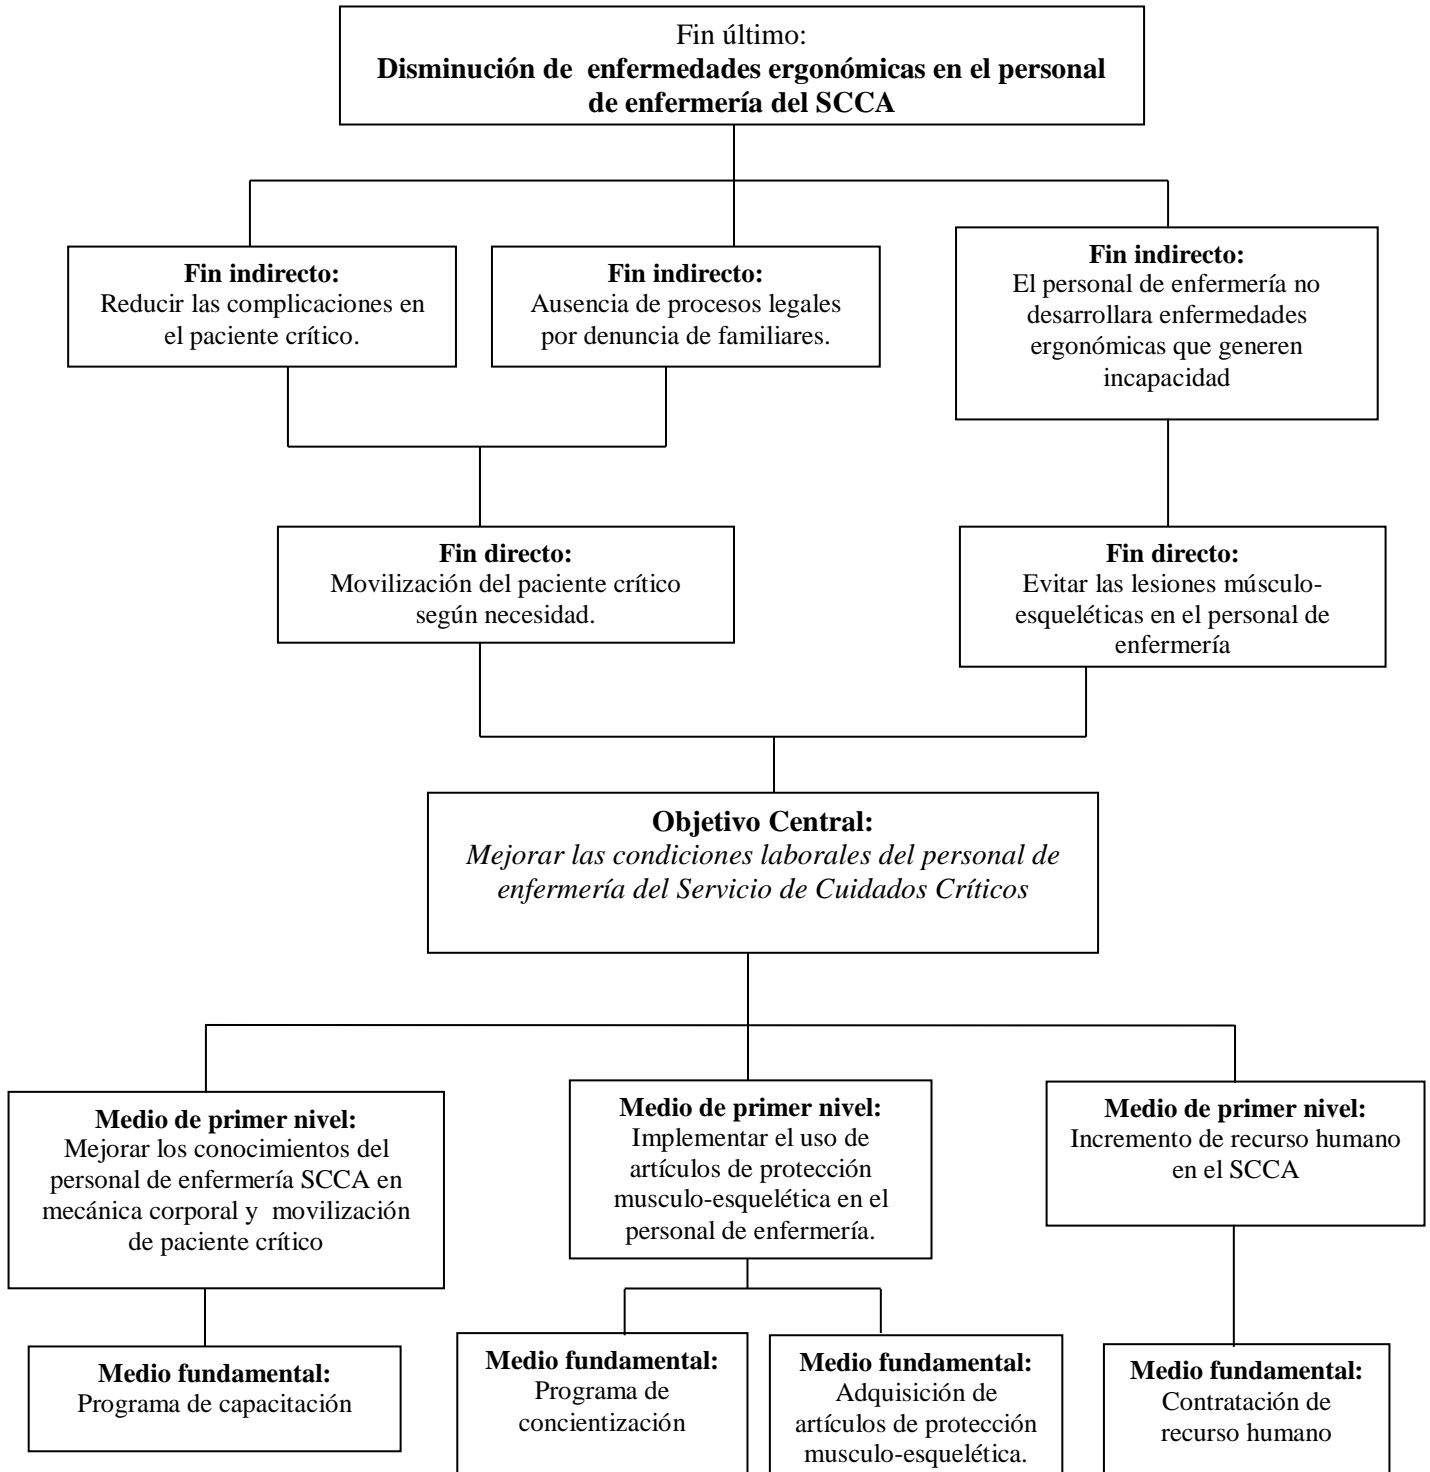 Fin último:
Disminución de  enfermedades ergonómicas en el personal
de enfermería del SCCA
Fin indirecto:
Reducir las complicaciones en
el paciente crítico.
Fin indirecto:
Ausencia de procesos legales
por denuncia de familiares.
Fin indirecto:
El personal de enfermería no
desarrollara enfermedades
ergonómicas que generen
incapacidad
Fin directo:
Movilización del paciente crítico
según necesidad.
Fin directo:
Evitar las lesiones músculo-
esqueléticas en el personal de
enfermería
Objetivo Central:
Mejorar las condiciones laborales del personal de
enfermería del Servicio de Cuidados Críticos
Medio de primer nivel:
Mejorar los conocimientos del
personal de enfermería SCCA en
mecánica corporal y  movilización
de paciente crítico
Medio de primer nivel:
Implementar el uso de
artículos de protección
musculo-esquelética en el
personal de enfermería.
Medio de primer nivel:
Incremento de recurso humano
en el SCCA
Medio fundamental:
Programa de capacitación
Medio fundamental:
Programa de
concientización
Medio fundamental:
Adquisición de
artículos de protección
musculo-esquelética.
Medio fundamental:
Contratación de
recurso humano